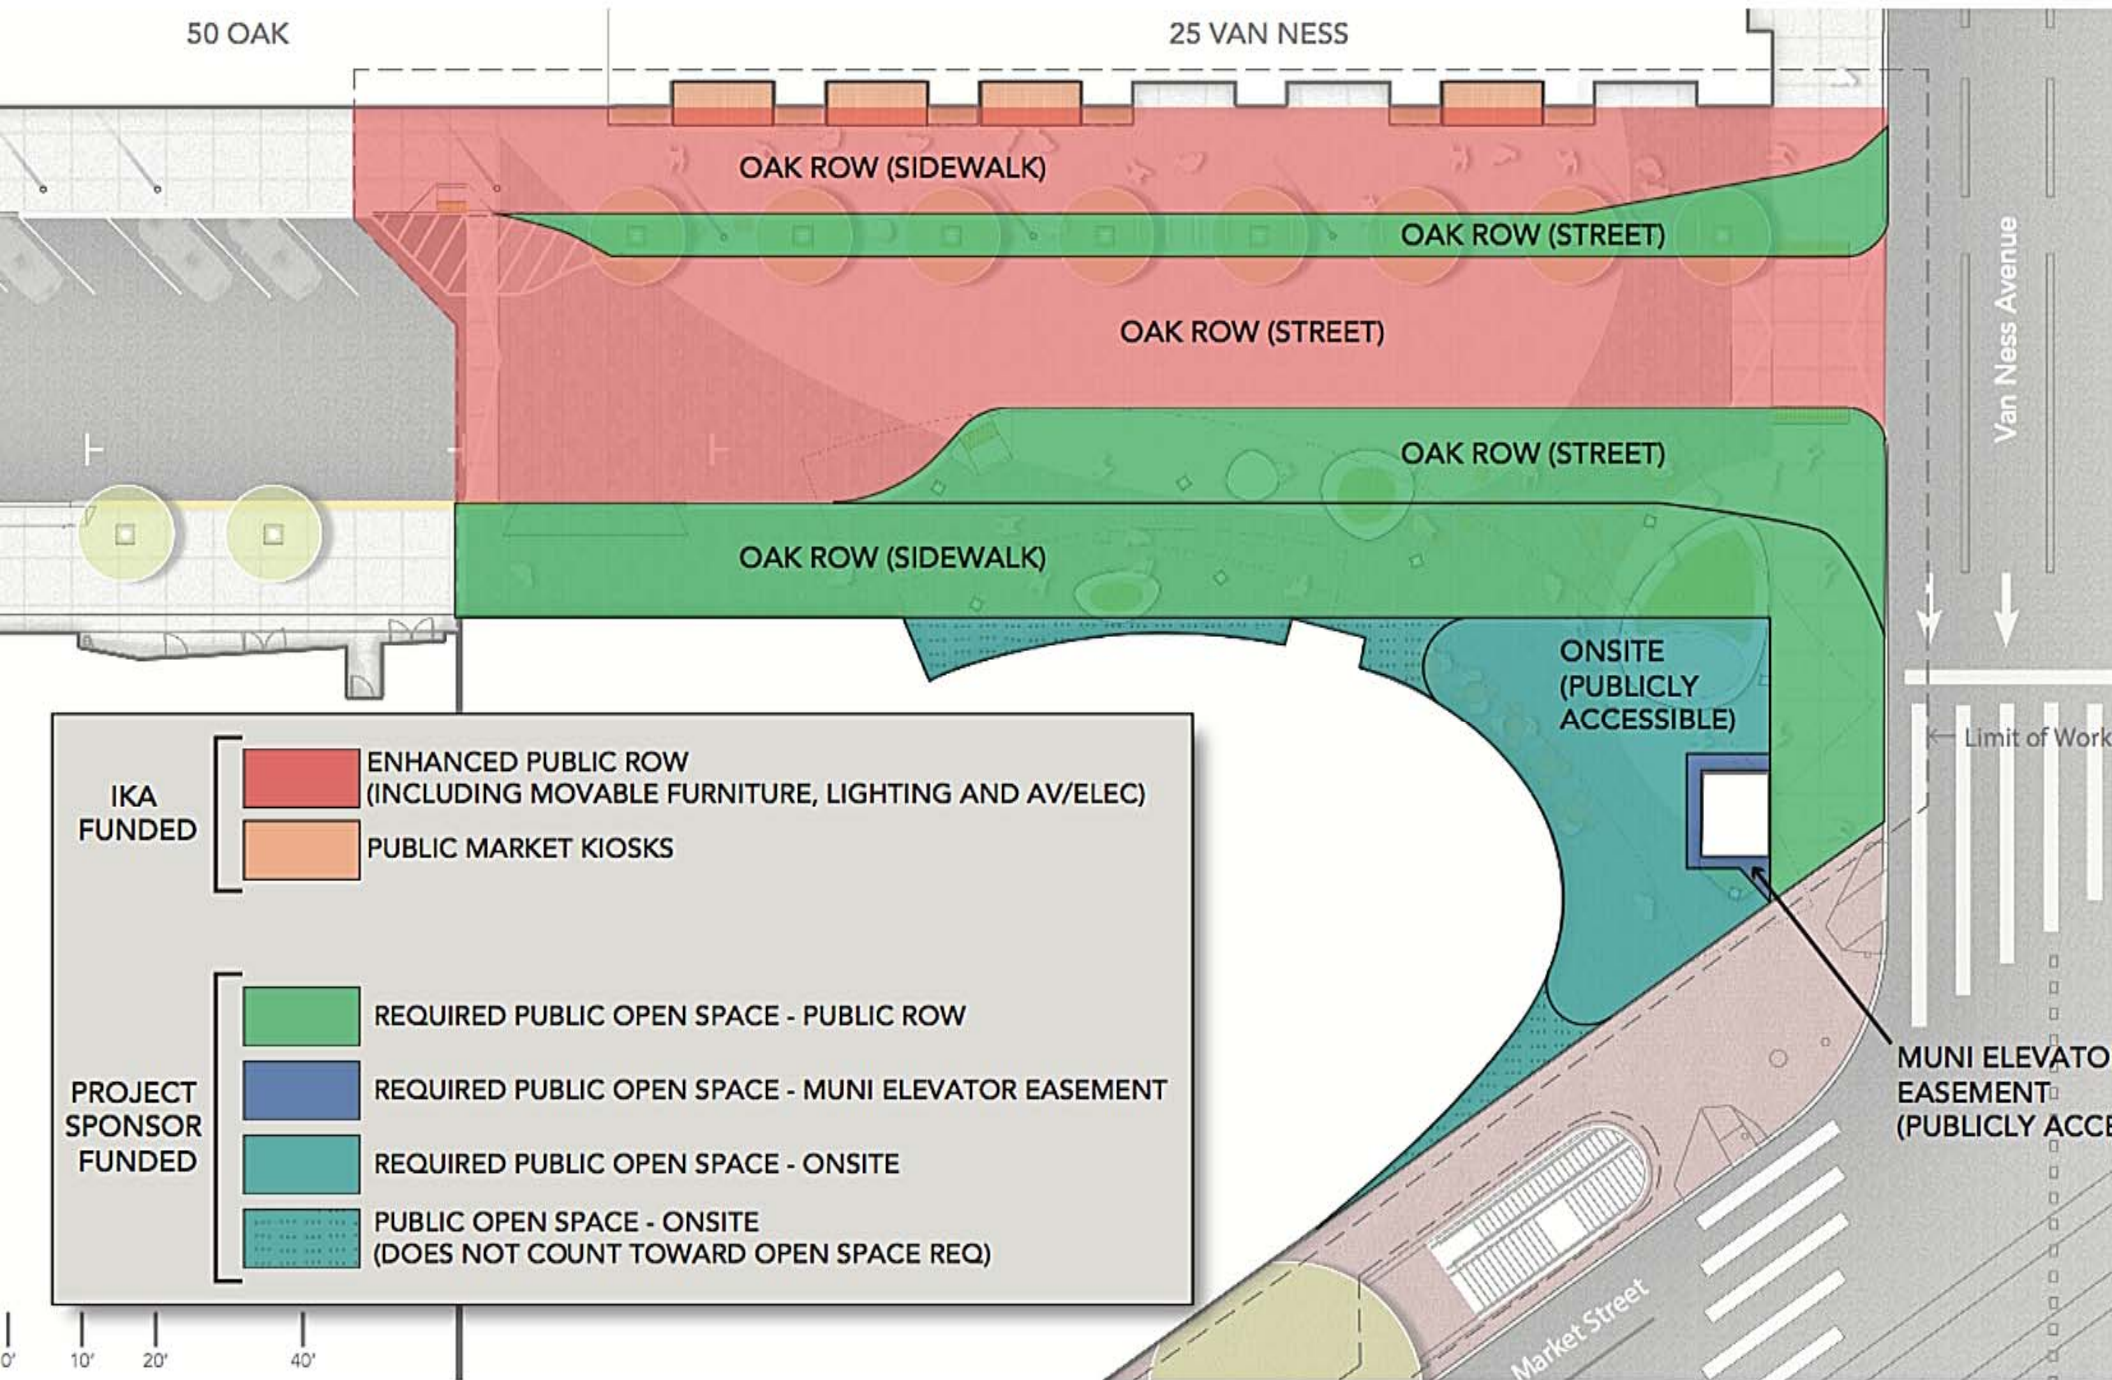 50 OAK
25 VAN NESS
OAK ROW (SIDEWALK)
OAK ROW (STREET)
OAK ROW (STREET)
Van Ness Avenue
OAK ROW (STREET)
OAK ROW (SIDEWALK)
ONSITE
(PUBLICLY
ACCESSIBLE)
Limit of Work
IKA
FUNDED
ENHANCED PUBLIC ROW
(INCLUDING MOVABLE FURNITURE, LIGHTING AND AV/ELEC)
PUBLIC MARKET KIOSKS
PROJECT
SPONSOR
FUNDED
REQUIRED PUBLIC OPEN SPACE - PUBLIC ROW
REQUIRED PUBLIC OPEN SPACE - MUNI ELEVATOR EASEMENT
REQUIRED PUBLIC OPEN SPACE - ONSITE
PUBLIC OPEN SPACE - ONSITE
(DOES NOT COUNT TOWARD OPEN SPACE REQ)
MUNI ELEVATO
EASEMENT
(PUBLICLY ACCE
Market Street
0' 10' 20' 40'